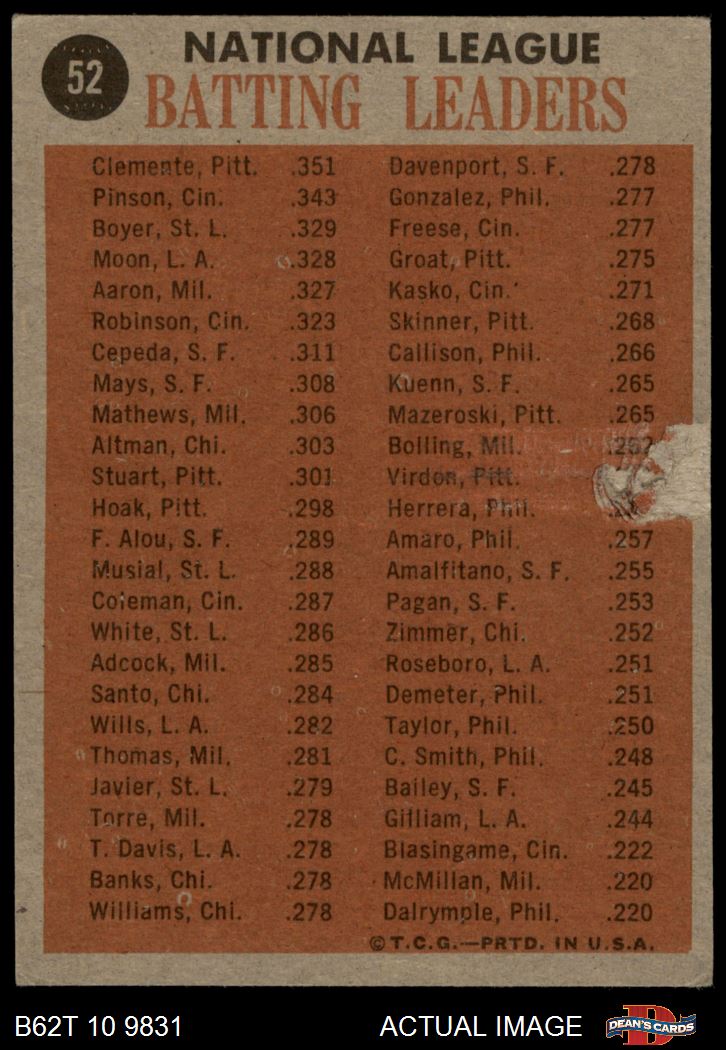 52
NATIONAL LEAGUE
BATTING LEADERS
Clemente, Pitt. .351
Pinson, Cin. .343
Boyer, St. L. .329
Moon, L. A. .328
Aaron, Mil. .327
Robinson, Cin. .323
Cepeda, S. F. .311
Mays, S. F. .308
Mathews, Mil. .306
Altman, Chi. .303
Stuart, Pitt. .301
Hoak, Pitt. .298
F. Alou, S. F. .289
Musial, St. L. .288
Coleman, Cin. .287
White, St. L. .286
Adcock, Mil. .285
Santo, Chi. .284
Wills, L. A. .282
Thomas, Mil. .281
Javier, St. L. .279
Torre, Mil. .278
T. Davis, L. A. .278
Banks, Chi. .278
Williams, Chi. .278
Davenport, S. F. .278
Gonzalez, Phil. .277
Freese, Cin. .277
Groat, Pitt. .275
Kasko, Cin. .271
Skinner, Pitt. .268
Callison, Phil. .266
Kuenn, S. F. .265
Mazeroski, Pitt. .265
Bolling, Mil.
Virdon, Pitt.
Herrera, Phil.
Amaro, Phil. .257
Amalfitano, S. F. .255
Pagan, S. F. .253
Zimmer, Chi. .252
Roseboro, L. A. .251
Demeter, Phil. .251
Taylor, Phil. .250
C. Smith, Phil. .248
Bailey, S. F. .245
Gilliam, L. A. .244
Blasingame, Cin. .222
McMillan, Mil. .220
Dalrymple, Phil. .220
©T.C.G.—PRTD. IN U.S.A.
B62T 10 9831 ACTUAL IMAGE
D DEAN'S CARDS